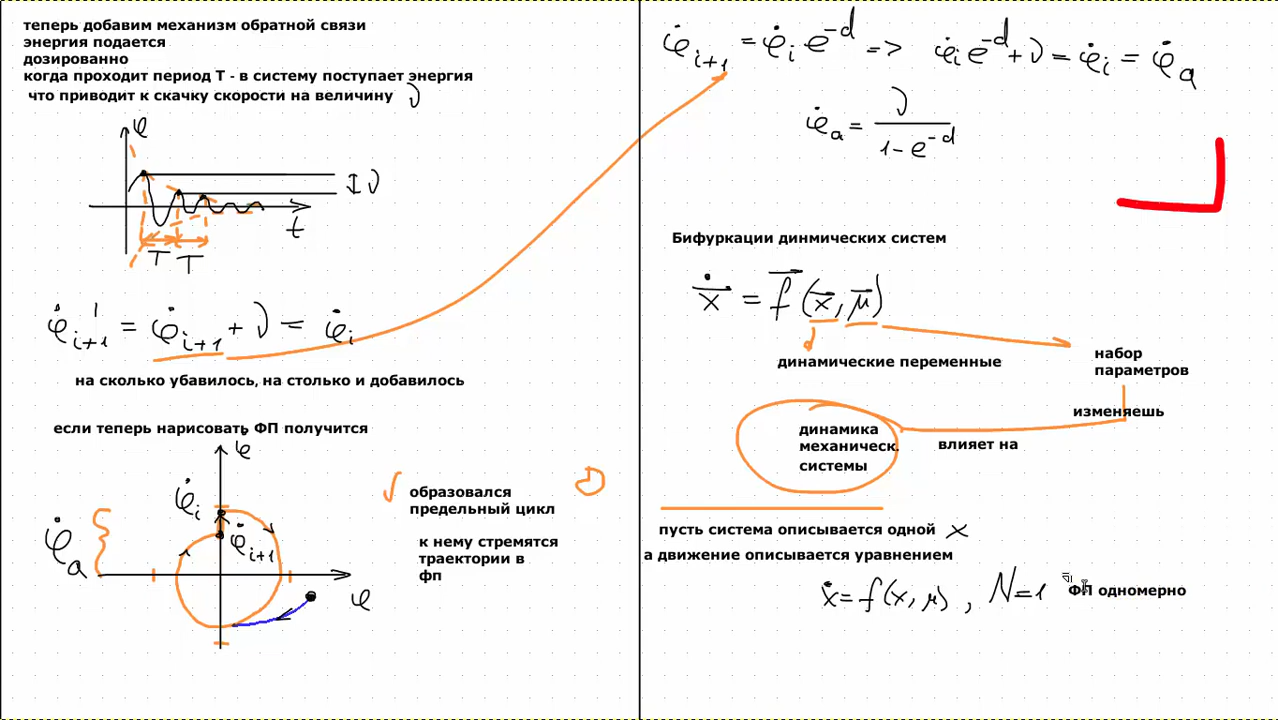 теперь добавим механизм обратной связи
энергия подается
дозированно
когда проходит период T - в систему поступает энергия
что приводит к скачку скорости на величину ν
φ
I ν
t
T T
φ̇'ᵢ₊₁ = φ̇ᵢ₊₁ + ν = φ̇ᵢ
на сколько убавилось, на столько и добавилось
если теперь нарисовать ФП получится
φ̇
φ̇ᵢ
φ̇ᵢ₊₁
φ̇ₐ
φ
образовался
предельный цикл
к нему стремятся
траектории в
фп
φ̇ᵢ₊₁ = φ̇ᵢ e⁻ᵈ => φ̇ᵢ e⁻ᵈ + ν = φ̇ᵢ = φ̇ₐ
φ̇ₐ = ν / (1 - e⁻ᵈ)
Бифуркации динмических систем
ẋ = f(x, μ)
динамические переменные
набор
параметров
изменяешь
динамика
механическ.
системы
влияет на
пусть система описывается одной x
а движение описывается уравнением
ẋ = f(x, μ), N=1 ФП одномерно